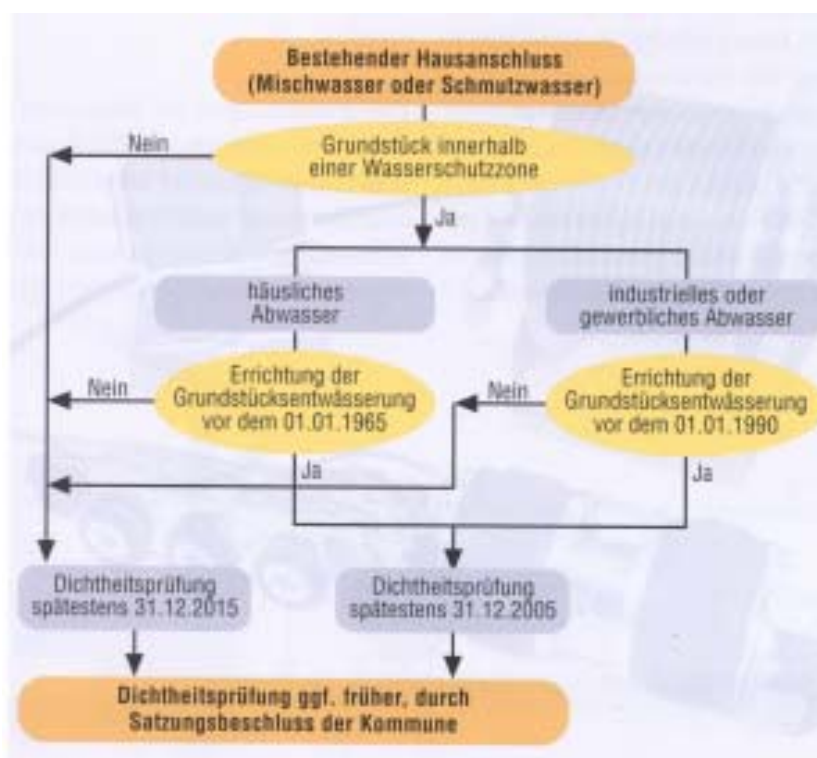 Bestehender Hausanschluss
(Mischwasser oder Schmutzwasser)
Nein
Grundstück innerhalb
einer Wasserschutzzone
Ja
häusliches
Abwasser
industrielles oder
gewerbliches Abwasser
Nein
Errichtung der
Grundstücksentwässerung
vor dem 01.01.1965
Nein
Errichtung der
Grundstücksentwässerung
vor dem 01.01.1990
Ja
Ja
Dichtheitsprüfung
spätestens 31.12.2015
Dichtheitsprüfung
spätestens 31.12.2005
Dichtheitsprüfung ggf. früher, durch
Satzungsbeschluss der Kommune